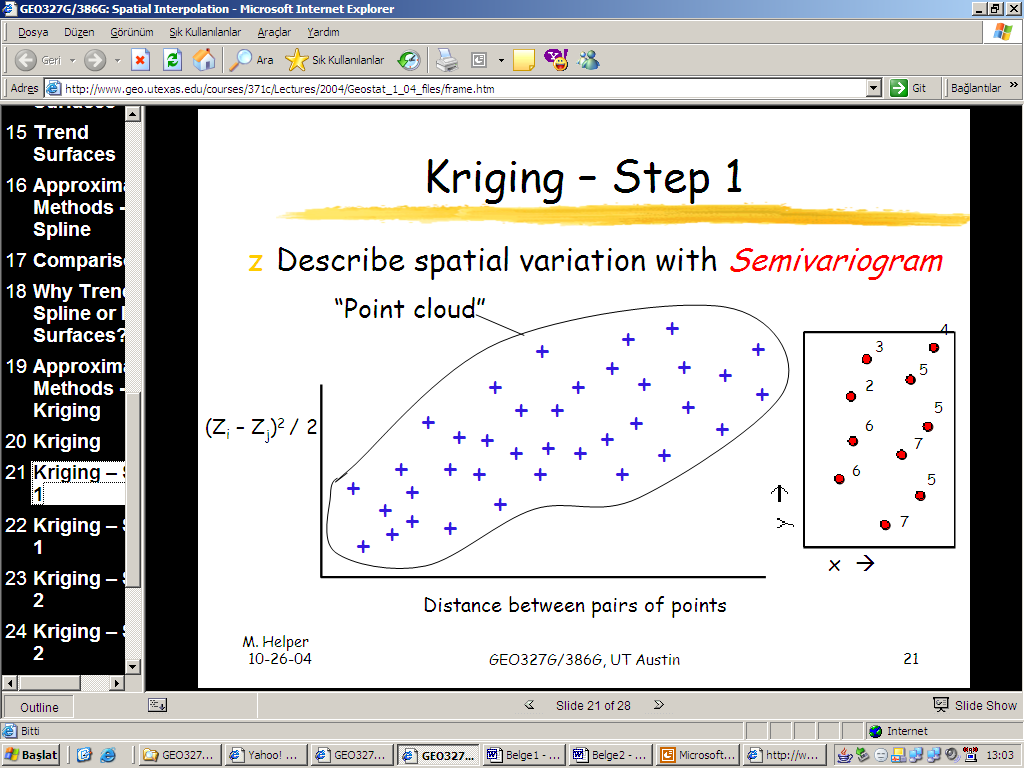 GEO327G/386G: Spatial Interpolation - Microsoft Internet Explorer
Dosya Düzen Görünüm Sık Kullanılanlar Araçlar Yardım
Geri Ara Sık Kullanılanlar
Adres http://www.geo.utexas.edu/courses/371c/Lectures/2004/Geostat_1_04_files/frame.htm Git Bağlantılar »
Surfaces
15 Trend
Surfaces
16 Approxima
Methods -
Spline
17 Comparis
18 Why Tren
Spline or
Surfaces?
19 Approxima
Methods -
Kriging
20 Kriging
21 Kriging –
1
22 Kriging –
1
23 Kriging –
2
24 Kriging –
2
Kriging – Step 1
z Describe spatial variation with Semivariogram
“Point cloud”
(Zi – Zj)2 / 2
Distance between pairs of points
4
3
5
2
5
6
7
6
5
7
y →
x →
M. Helper
10-26-04
GEO327G/386G, UT Austin
21
Outline
Slide 21 of 28
Slide Show
Bitti
Internet
Başlat GEO327... Yahoo! ... GEO327... GEO327... Belge1 - ... Belge2 - ... Microsoft... http://w... 13:03